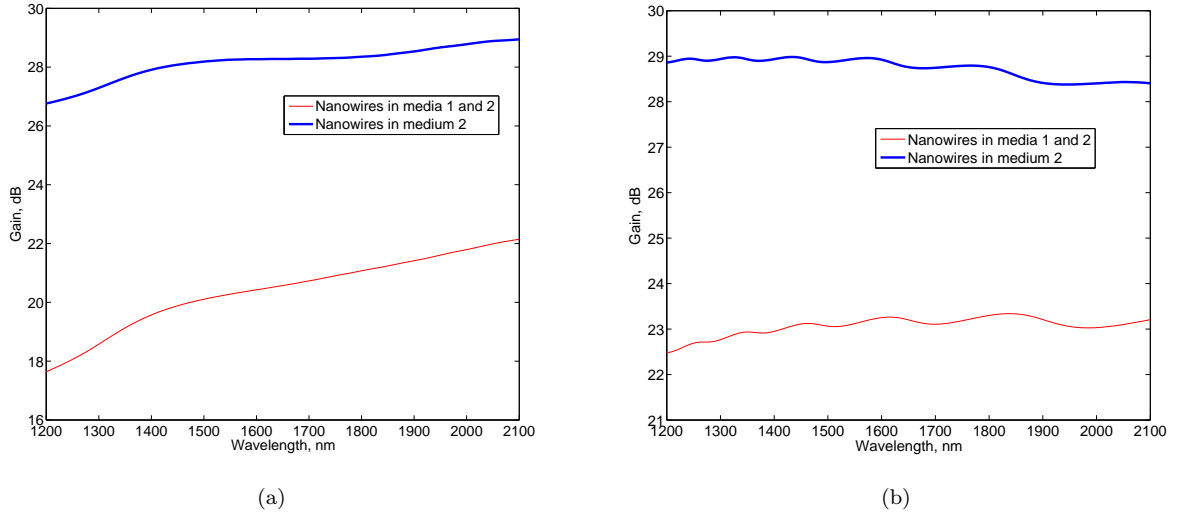 30
28
26
24
22
20
18
16
Gain, dB
1200 1300 1400 1500 1600 1700 1800 1900 2000 2100
Wavelength, nm
Nanowires in media 1 and 2
Nanowires in medium 2
(a)
30
29
28
27
26
25
24
23
22
21
Gain, dB
1200 1300 1400 1500 1600 1700 1800 1900 2000 2100
Wavelength, nm
Nanowires in media 1 and 2
Nanowires in medium 2
(b)